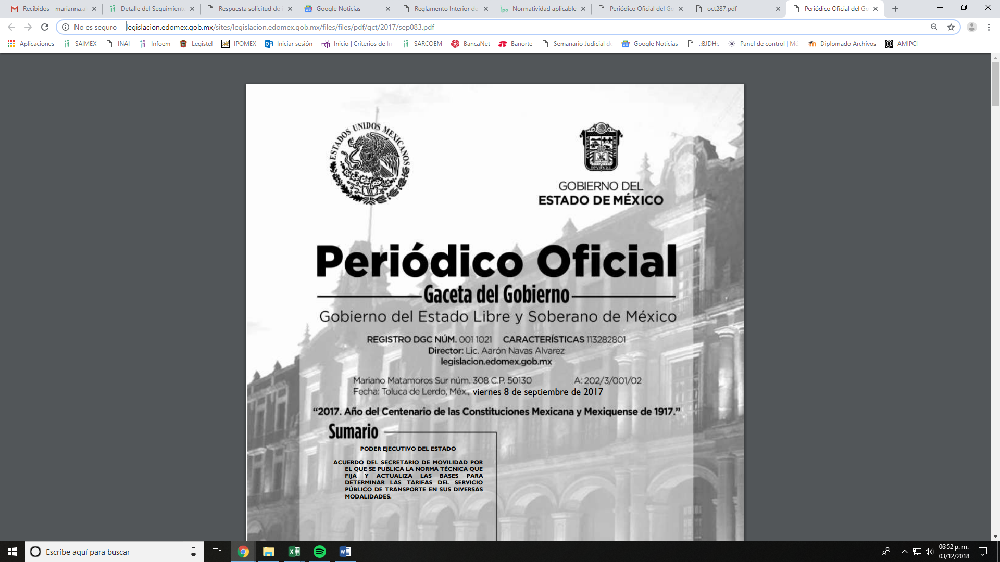 Recibidos - marianna.al
Detalle del Seguimiento
Respuesta solicitud de
Google Noticias
Reglamento Interior de
Normatividad aplicable
Periódico Oficial del Go
oct287.pdf
Periódico Oficial del Go
No es seguro
legislacion.edomex.gob.mx/sites/legislacion.edomex.gob.mx/files/files/pdf/gct/2017/sep083.pdf
Aplicaciones
SAIMEX
INAI
Infoem
Legistel
IPOMEX
Iniciar sesión
Inicio | Criterios de In
SARCOEM
BancaNet
Banorte
Semanario Judicial de
Google Noticias
.:BJDH:.
Panel de control | Mé
Diplomado Archivos
AMIPCI
ESTADOS UNIDOS MEXICANOS
GOBIERNO DEL
ESTADO DE MÉXICO
Periódico Oficial
Gaceta del Gobierno
Gobierno del Estado Libre y Soberano de México
REGISTRO DGC NÚM. 001 1021 CARACTERÍSTICAS 113282801
Director: Lic. Aarón Navas Alvarez
legislacion.edomex.gob.mx
Mariano Matamoros Sur núm. 308 C.P. 50130 A: 202/3/001/02
Fecha: Toluca de Lerdo, Méx., viernes 8 de septiembre de 2017
“2017. Año del Centenario de las Constituciones Mexicana y Mexiquense de 1917.”
Sumario
PODER EJECUTIVO DEL ESTADO
ACUERDO DEL SECRETARIO DE MOVILIDAD POR
EL QUE SE PUBLICA LA NORMA TÉCNICA QUE
FIJA Y ACTUALIZA LAS BASES PARA
DETERMINAR LAS TARIFAS DEL SERVICIO
PÚBLICO DE TRANSPORTE EN SUS DIVERSAS
MODALIDADES.
Escribe aquí para buscar
06:52 p. m.
03/12/2018